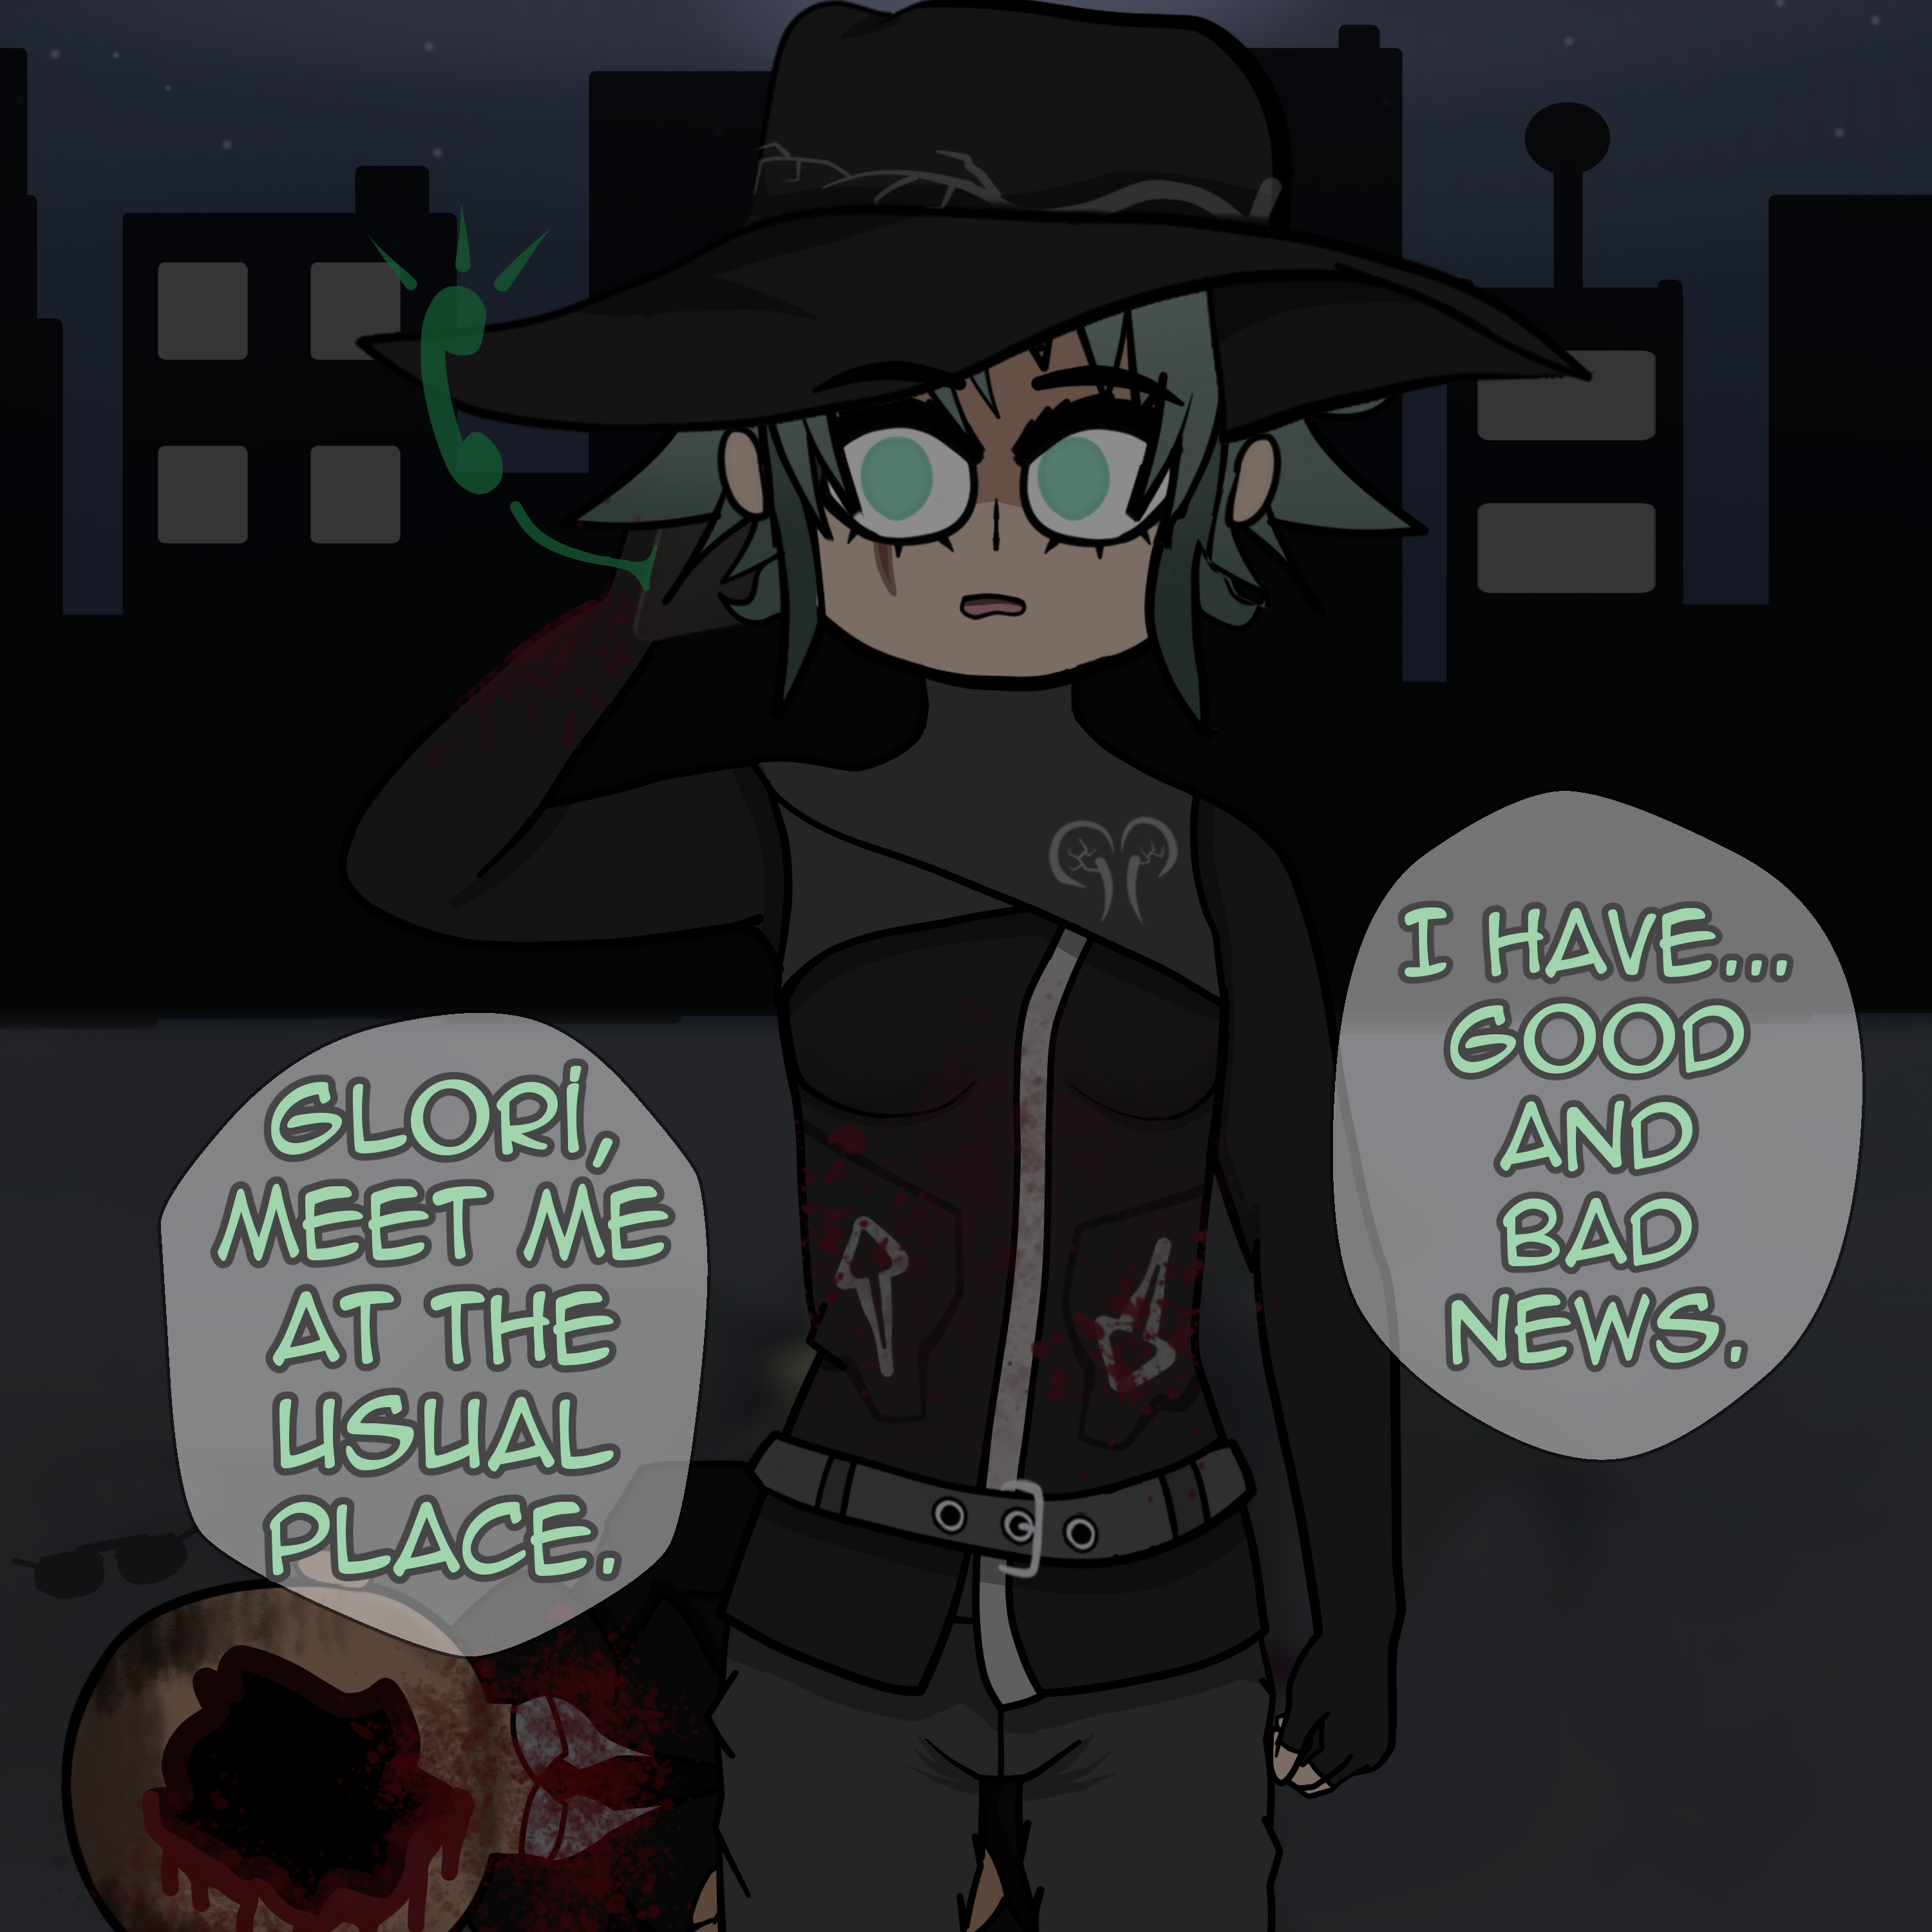 GLORÍ,
MEET ME
AT THE
USUAL
PLACE.
I HAVE...
GOOD
AND
BAD
NEWS.